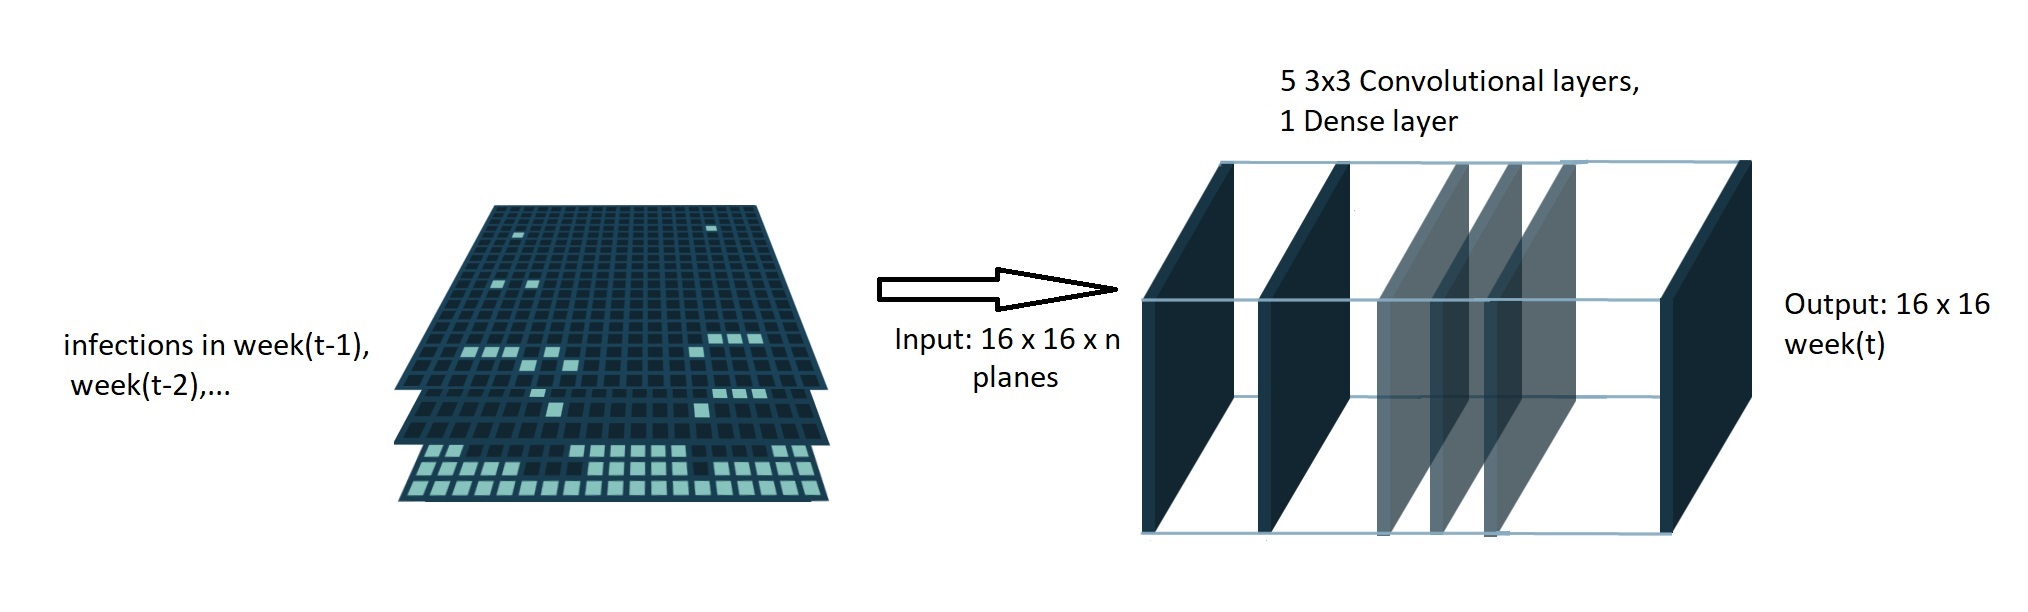 infections in week(t-1),
week(t-2),...
Input: 16 x 16 x n
planes
5 3x3 Convolutional layers,
1 Dense layer
Output: 16 x 16
week(t)